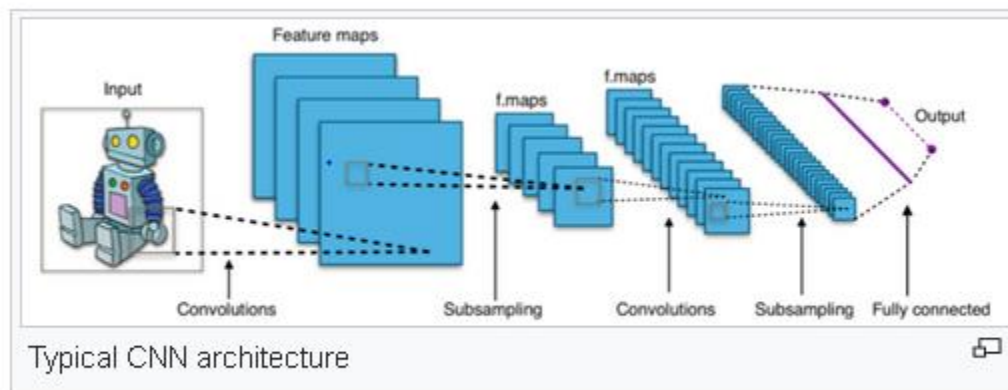 Feature maps
f.maps
Input
f.maps
Output
Convolutions
Subsampling
Convolutions
Subsampling
Fully connected
Typical CNN architecture